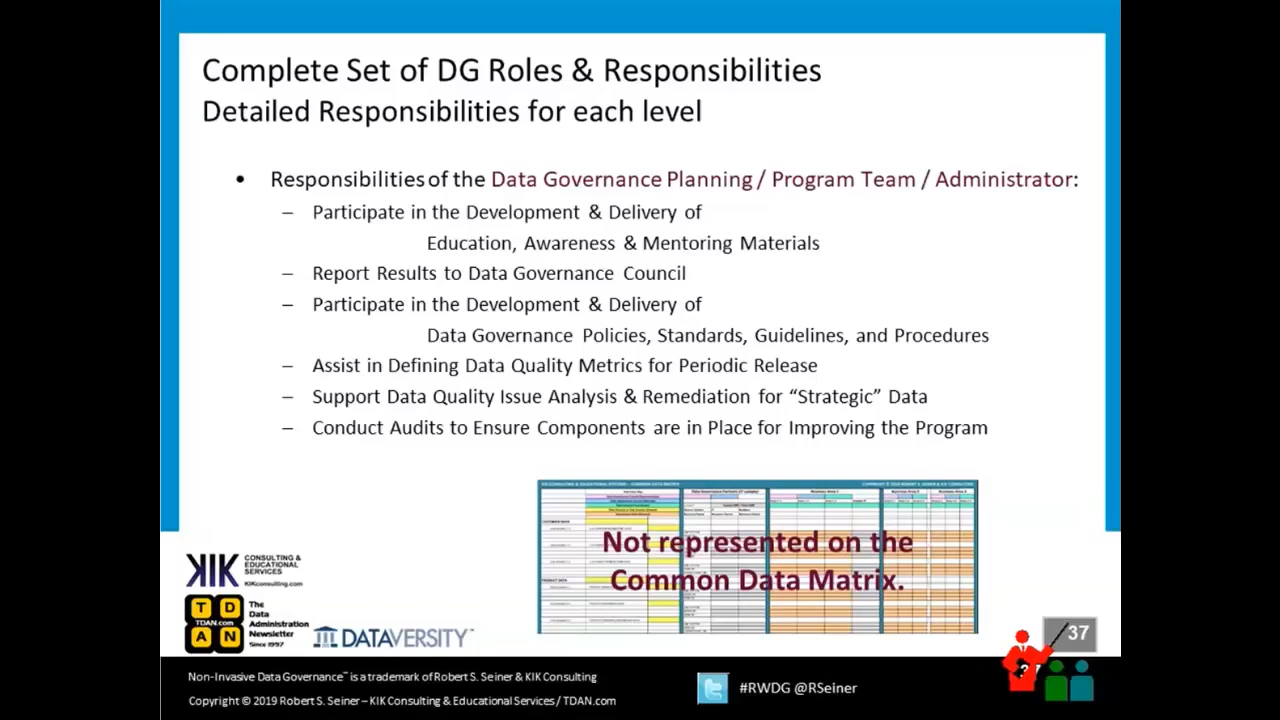 Complete Set of DG Roles & Responsibilities
Detailed Responsibilities for each level
• Responsibilities of the Data Governance Planning / Program Team / Administrator:
– Participate in the Development & Delivery of
Education, Awareness & Mentoring Materials
– Report Results to Data Governance Council
– Participate in the Development & Delivery of
Data Governance Policies, Standards, Guidelines, and Procedures
– Assist in Defining Data Quality Metrics for Periodic Release
– Support Data Quality Issue Analysis & Remediation for “Strategic” Data
– Conduct Audits to Ensure Components are in Place for Improving the Program
Not represented on the
Common Data Matrix.
KIK CONSULTING &
EDUCATIONAL
SERVICES
KIKconsulting.com
T D
TDAN.com
A N
The
Data
Administration
Newsletter
Since 1997
DATAVERSITY™
37
Non-Invasive Data Governance™ is a trademark of Robert S. Seiner & KIK Consulting
Copyright © 2019 Robert S. Seiner – KIK Consulting & Educational Services / TDAN.com
#RWDG @RSeiner